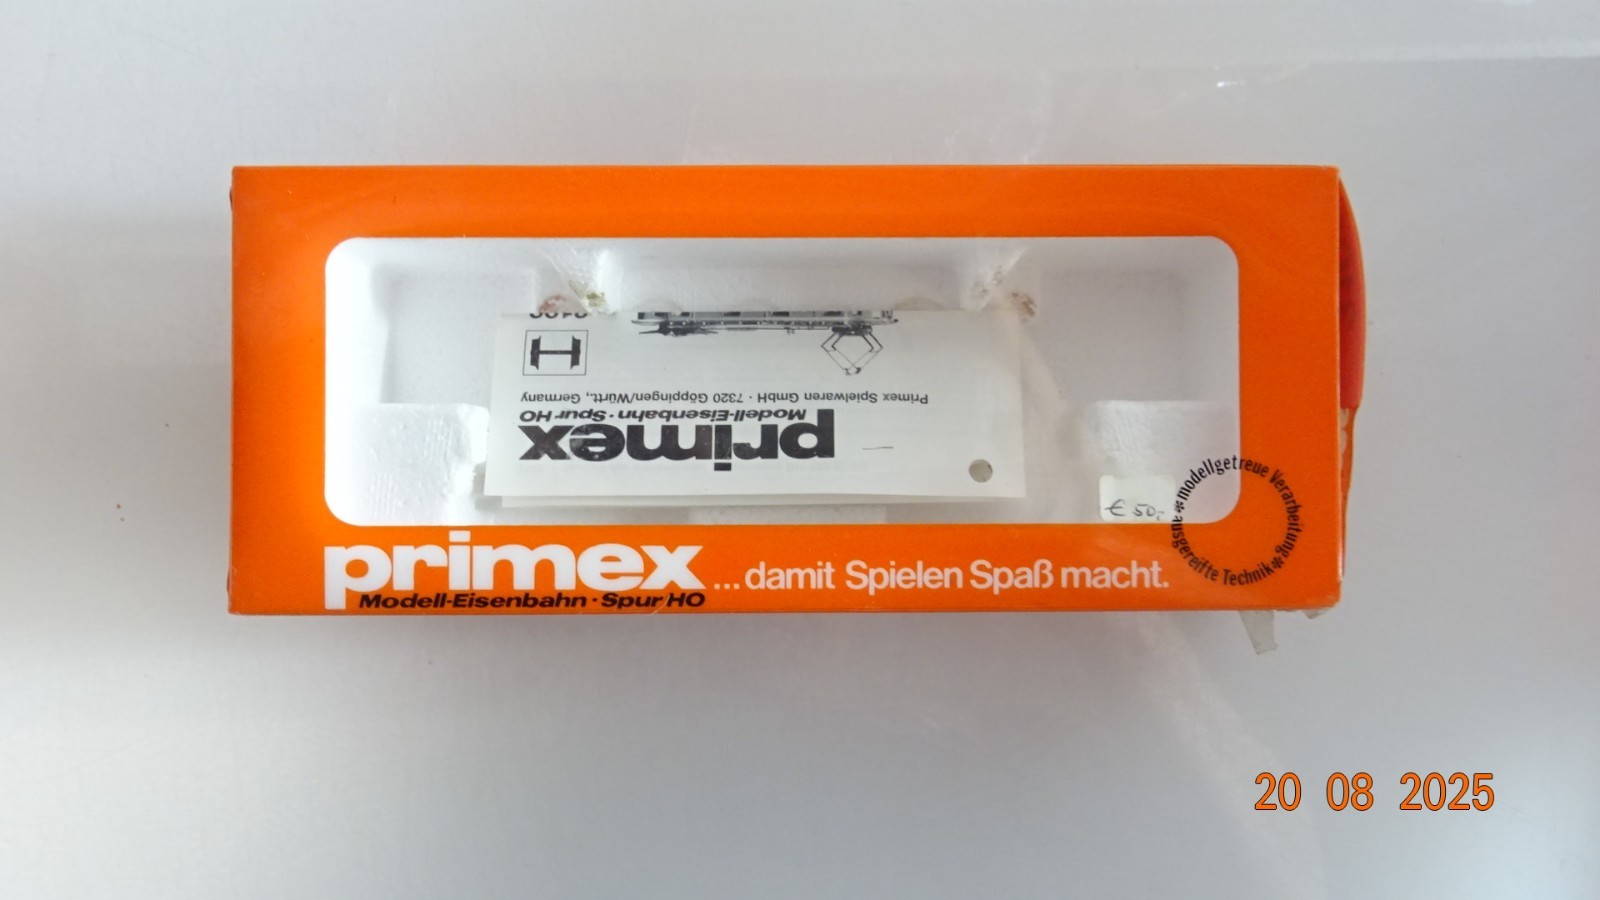 Primex Spielwaren GmbH · 7320 Göppingen/Württ., Germany
Modell-Eisenbahn · Spur HO
primex
€ 50,-
primex ...damit Spielen Spaß macht.
Modell-Eisenbahn · Spur HO
* modellgetreue Verarbeitung * ausgereifte Technik
20 08 2025